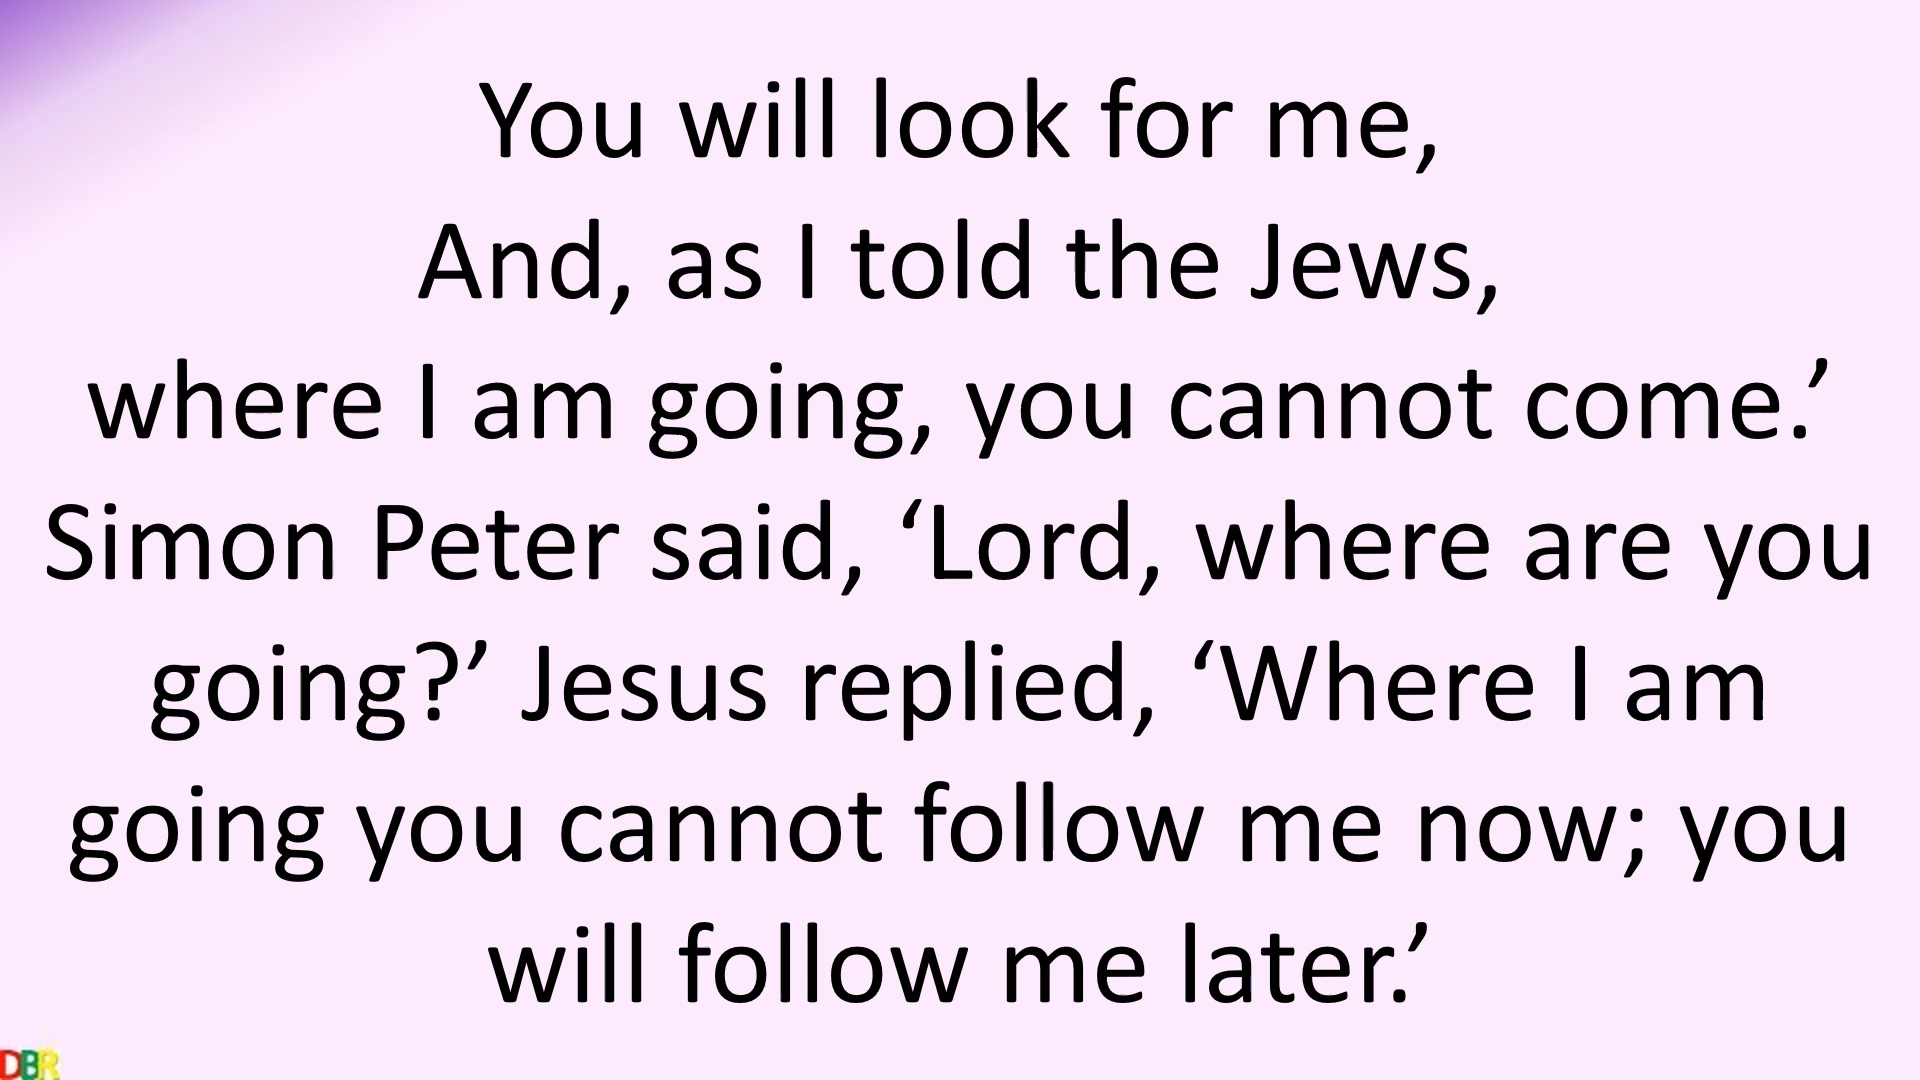 You will look for me,
And, as I told the Jews,
where I am going, you cannot come.’
Simon Peter said, ‘Lord, where are you
going?’ Jesus replied, ‘Where I am
going you cannot follow me now; you
will follow me later.’
DBR